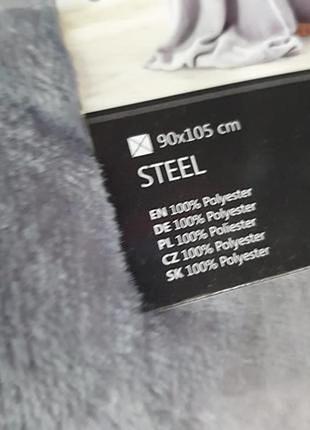 90x105 cm
STEEL
EN 100% Polyester
DE 100% Polyester
PL 100% Poliester
CZ 100% Polyester
SK 100% Polyester